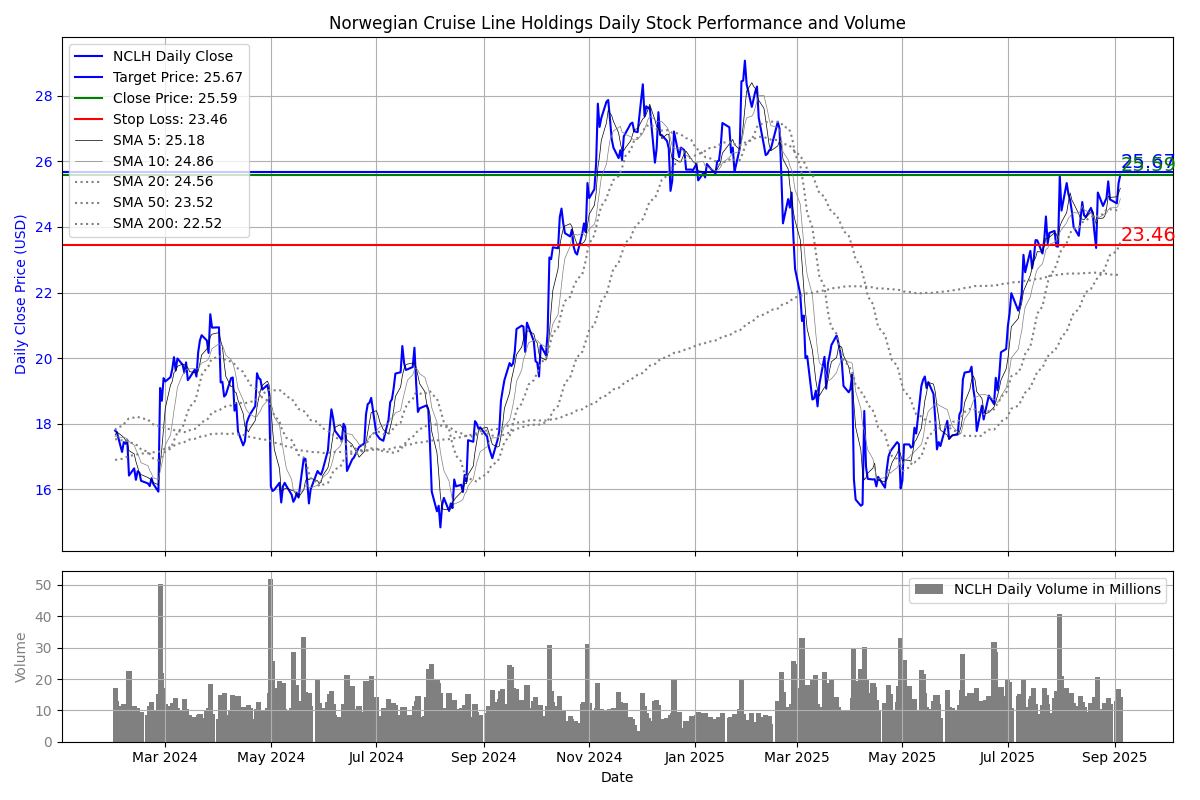 Norwegian Cruise Line Holdings Daily Stock Performance and Volume
NCLH Daily Close
Target Price: 25.67
Close Price: 25.59
Stop Loss: 23.46
SMA 5: 25.18
SMA 10: 24.86
SMA 20: 24.56
SMA 50: 23.52
SMA 200: 22.52
Daily Close Price (USD)
28
26
24
22
20
18
16
25.67
25.59
23.46
NCLH Daily Volume in Millions
Volume
50
40
30
20
10
0
Mar 2024 May 2024 Jul 2024 Sep 2024 Nov 2024 Jan 2025 Mar 2025 May 2025 Jul 2025 Sep 2025
Date